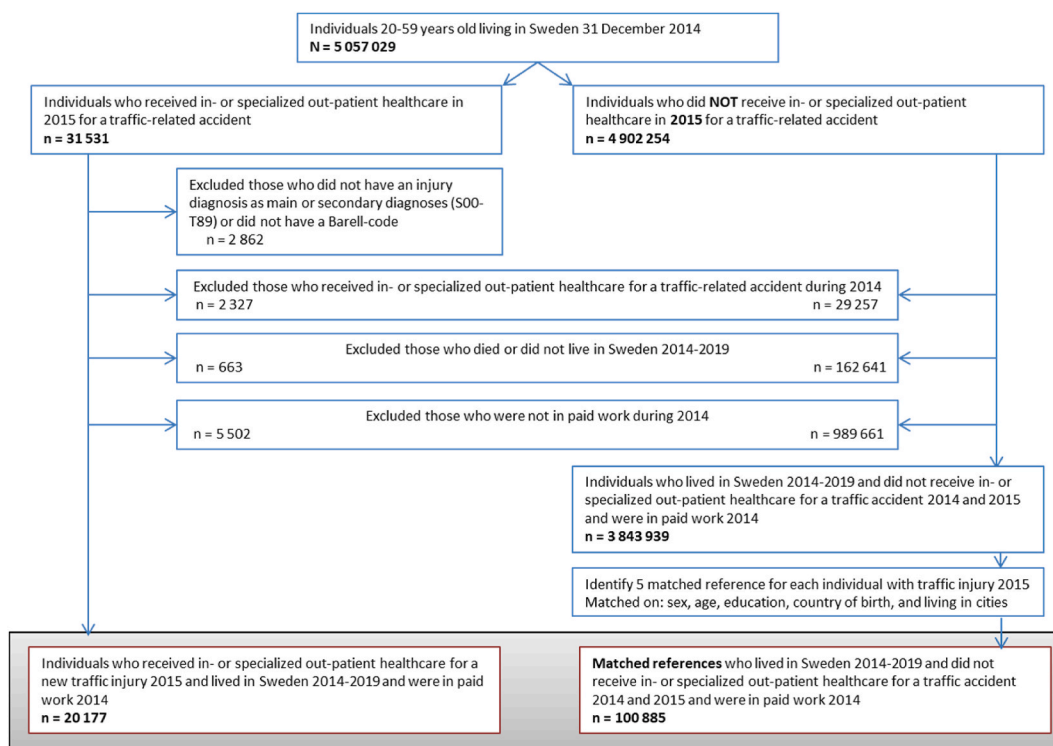 Individuals 20-59 years old living in Sweden 31 December 2014
N = 5 057 029
Individuals who received in- or specialized out-patient healthcare in
2015 for a traffic-related accident
n = 31 531
Individuals who did NOT receive in- or specialized out-patient
healthcare in 2015 for a traffic-related accident
n = 4 902 254
Excluded those who did not have an injury
diagnosis as main or secondary diagnoses (S00-
T89) or did not have a Barell-code
n = 2 862
Excluded those who received in- or specialized out-patient healthcare for a traffic-related accident during 2014
n = 2 327 n = 29 257
Excluded those who died or did not live in Sweden 2014-2019
n = 663 n = 162 641
Excluded those who were not in paid work during 2014
n = 5 502 n = 989 661
Individuals who lived in Sweden 2014-2019 and did not receive in- or
specialized out-patient healthcare for a traffic accident 2014 and 2015
and were in paid work 2014
n = 3 843 939
Identify 5 matched reference for each individual with traffic injury 2015
Matched on: sex, age, education, country of birth, and living in cities
Individuals who received in- or specialized out-patient healthcare for a
new traffic injury 2015 and lived in Sweden 2014-2019 and were in paid
work 2014
n = 20 177
Matched references who lived in Sweden 2014-2019 and did not
receive in- or specialized out-patient healthcare for a traffic accident
2014 and 2015 and were in paid work 2014
n = 100 885